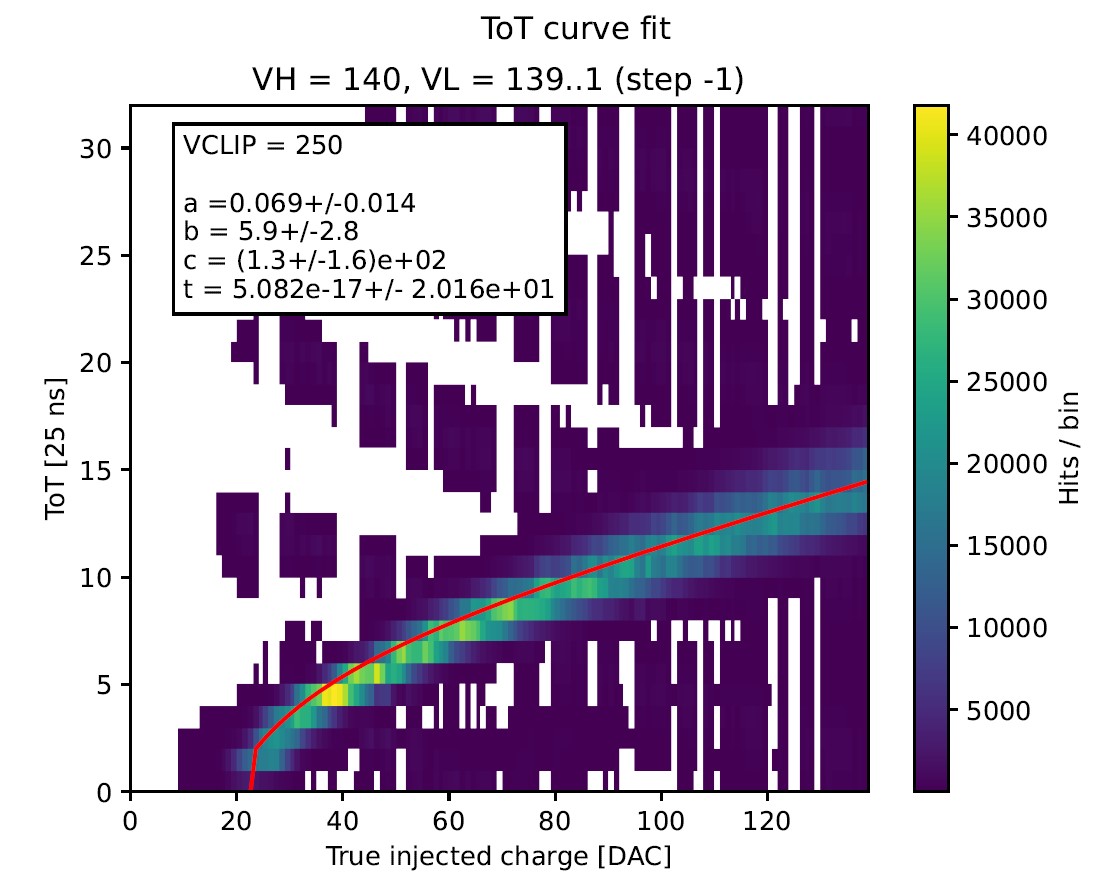 ToT curve fit
VH = 140, VL = 139..1 (step -1)
VCLIP = 250
a =0.069+/-0.014
b = 5.9+/-2.8
c = (1.3+/-1.6)e+02
t = 5.082e-17+/- 2.016e+01
ToT [25 ns]
30
25
20
15
10
5
0
0 20 40 60 80 100 120
True injected charge [DAC]
40000
35000
30000
25000
20000
15000
10000
5000
Hits / bin